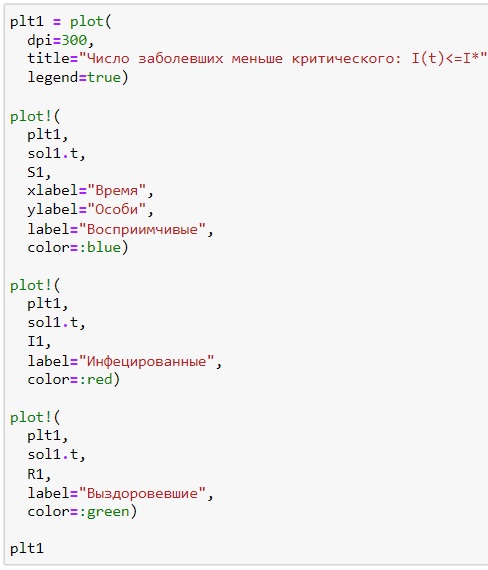 plt1 = plot(
  dpi=300,
  title="Число заболевших меньше критического: I(t)<=I*"
  legend=true)
plot!(
  plt1,
  sol1.t,
  S1,
  xlabel="Время",
  ylabel="Особи",
  label="Восприимчивые",
  color=:blue)
plot!(
  plt1,
  sol1.t,
  I1,
  label="Инфецированные",
  color=:red)
plot!(
  plt1,
  sol1.t,
  R1,
  label="Выздоровевшие",
  color=:green)
plt1